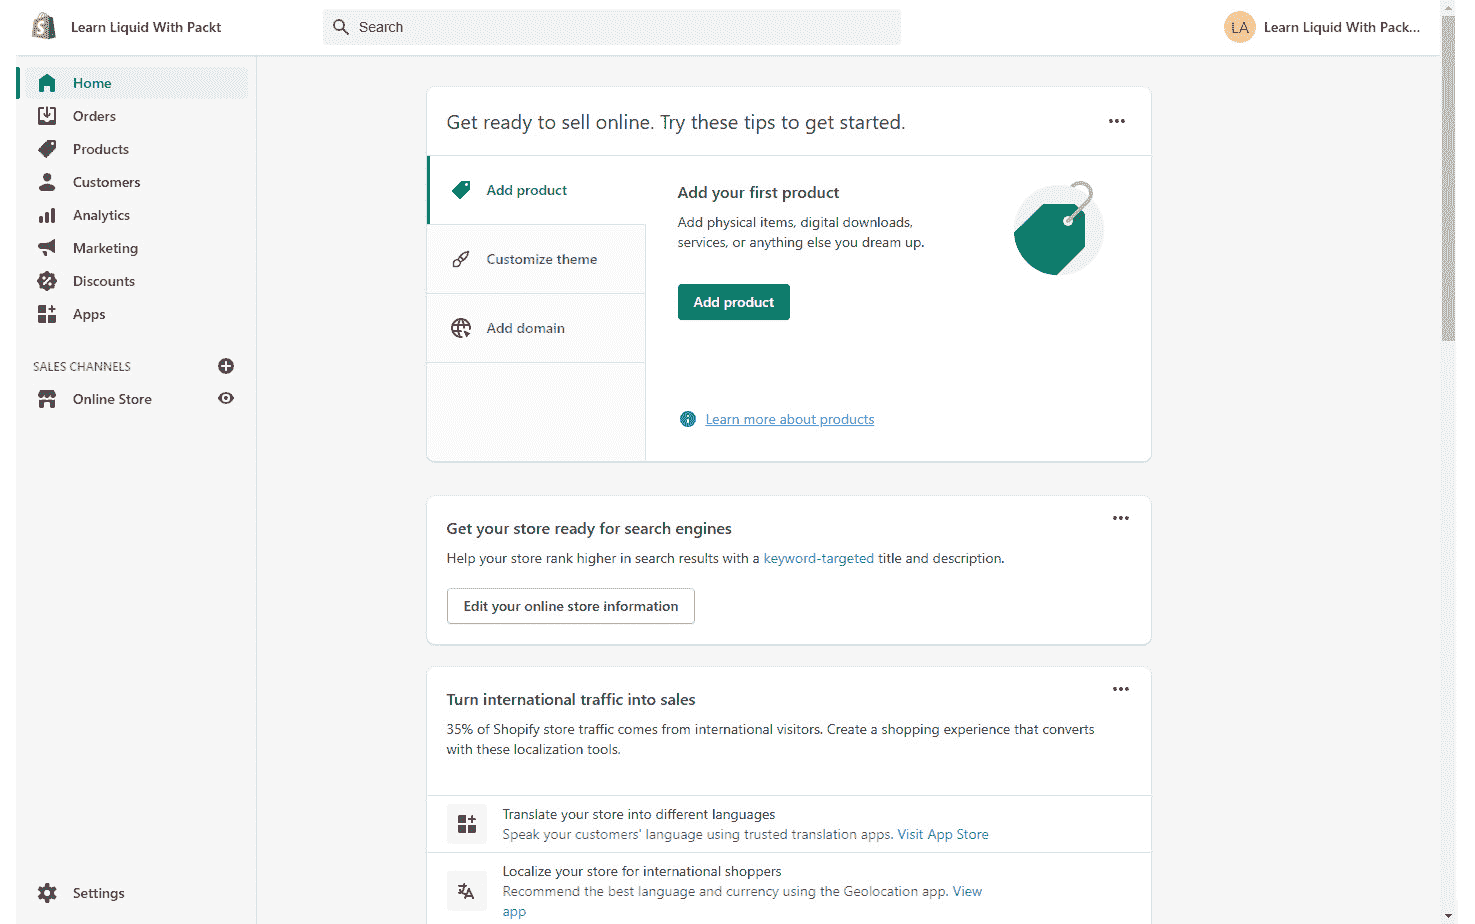 Learn Liquid With Packt
Search
LA
Learn Liquid With Pack...
Home
Orders
Products
Customers
Analytics
Marketing
Discounts
Apps
SALES CHANNELS
Online Store
Settings
Get ready to sell online. Try these tips to get started.
Add product
Customize theme
Add domain
Add your first product
Add physical items, digital downloads,
services, or anything else you dream up.
Add product
Learn more about products
Get your store ready for search engines
Help your store rank higher in search results with a keyword-targeted title and description.
Edit your online store information
Turn international traffic into sales
35% of Shopify store traffic comes from international visitors. Create a shopping experience that converts
with these localization tools.
Translate your store into different languages
Speak your customers' language using trusted translation apps. Visit App Store
Localize your store for international shoppers
Recommend the best language and currency using the Geolocation app. View
app